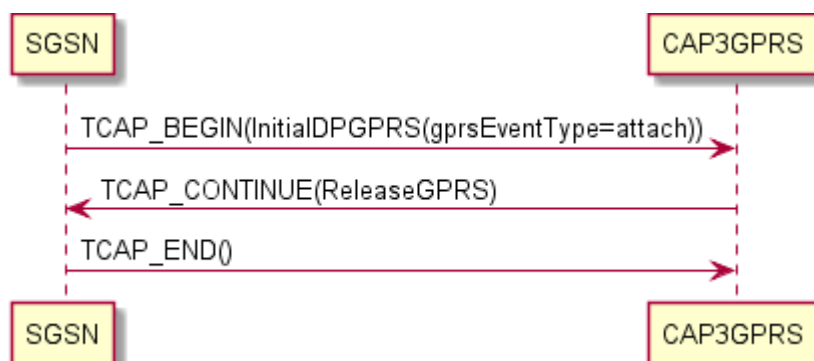 SGSN
CAP3GPRS
TCAP_BEGIN(InitialDPGPRS(gprsEventType=attach))
TCAP_CONTINUE(ReleaseGPRS)
TCAP_END()
SGSN
CAP3GPRS